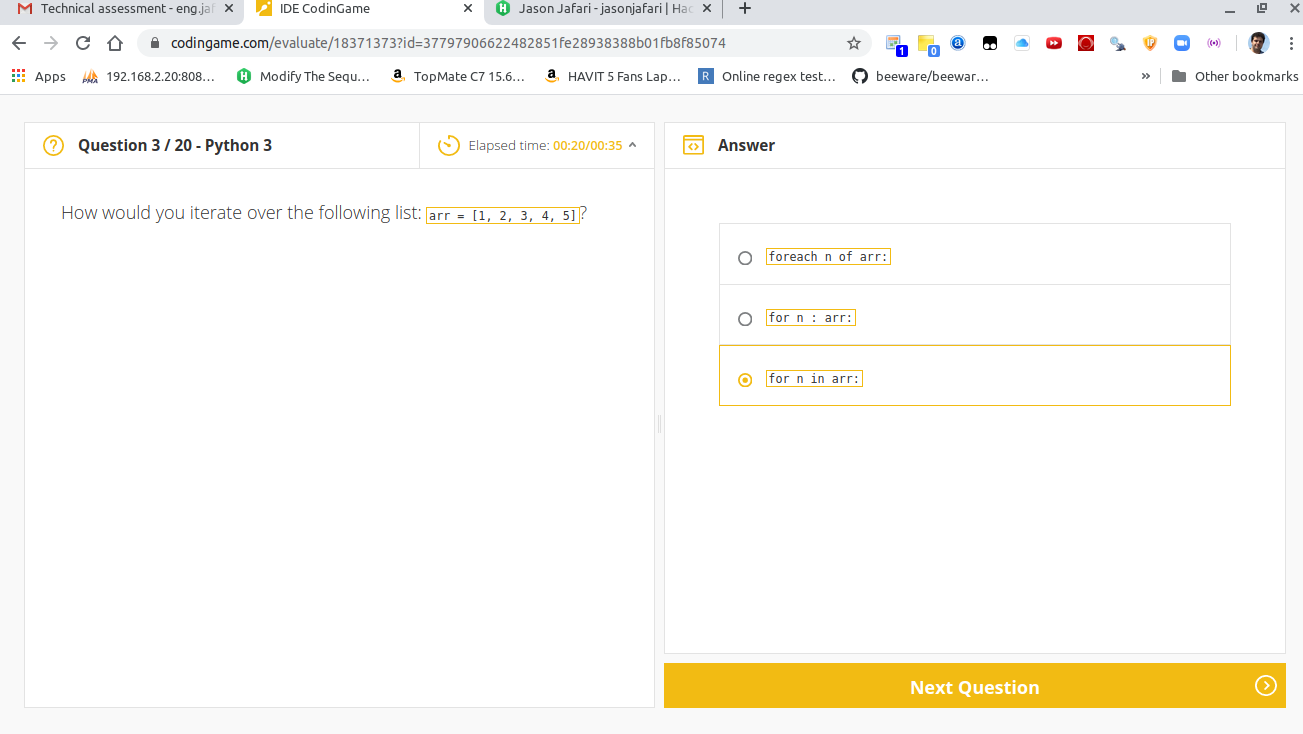 Technical assessment - eng.jaf
IDE CodinGame
Jason Jafari - jasonjafari | Hac
codingame.com/evaluate/18371373?id=37797906622482851fe28938388b01fb8f85074
1
0
Apps
PMA
192.168.2.20:808...
Modify The Sequ...
TopMate C7 15.6...
HAVIT 5 Fans Lap...
R
Online regex test...
beeware/beewar...
»
Other bookmarks
Question 3 / 20 - Python 3
Elapsed time: 00:20/00:35
Answer
How would you iterate over the following list: arr = [1, 2, 3, 4, 5]?
foreach n of arr:
for n : arr:
for n in arr:
Next Question